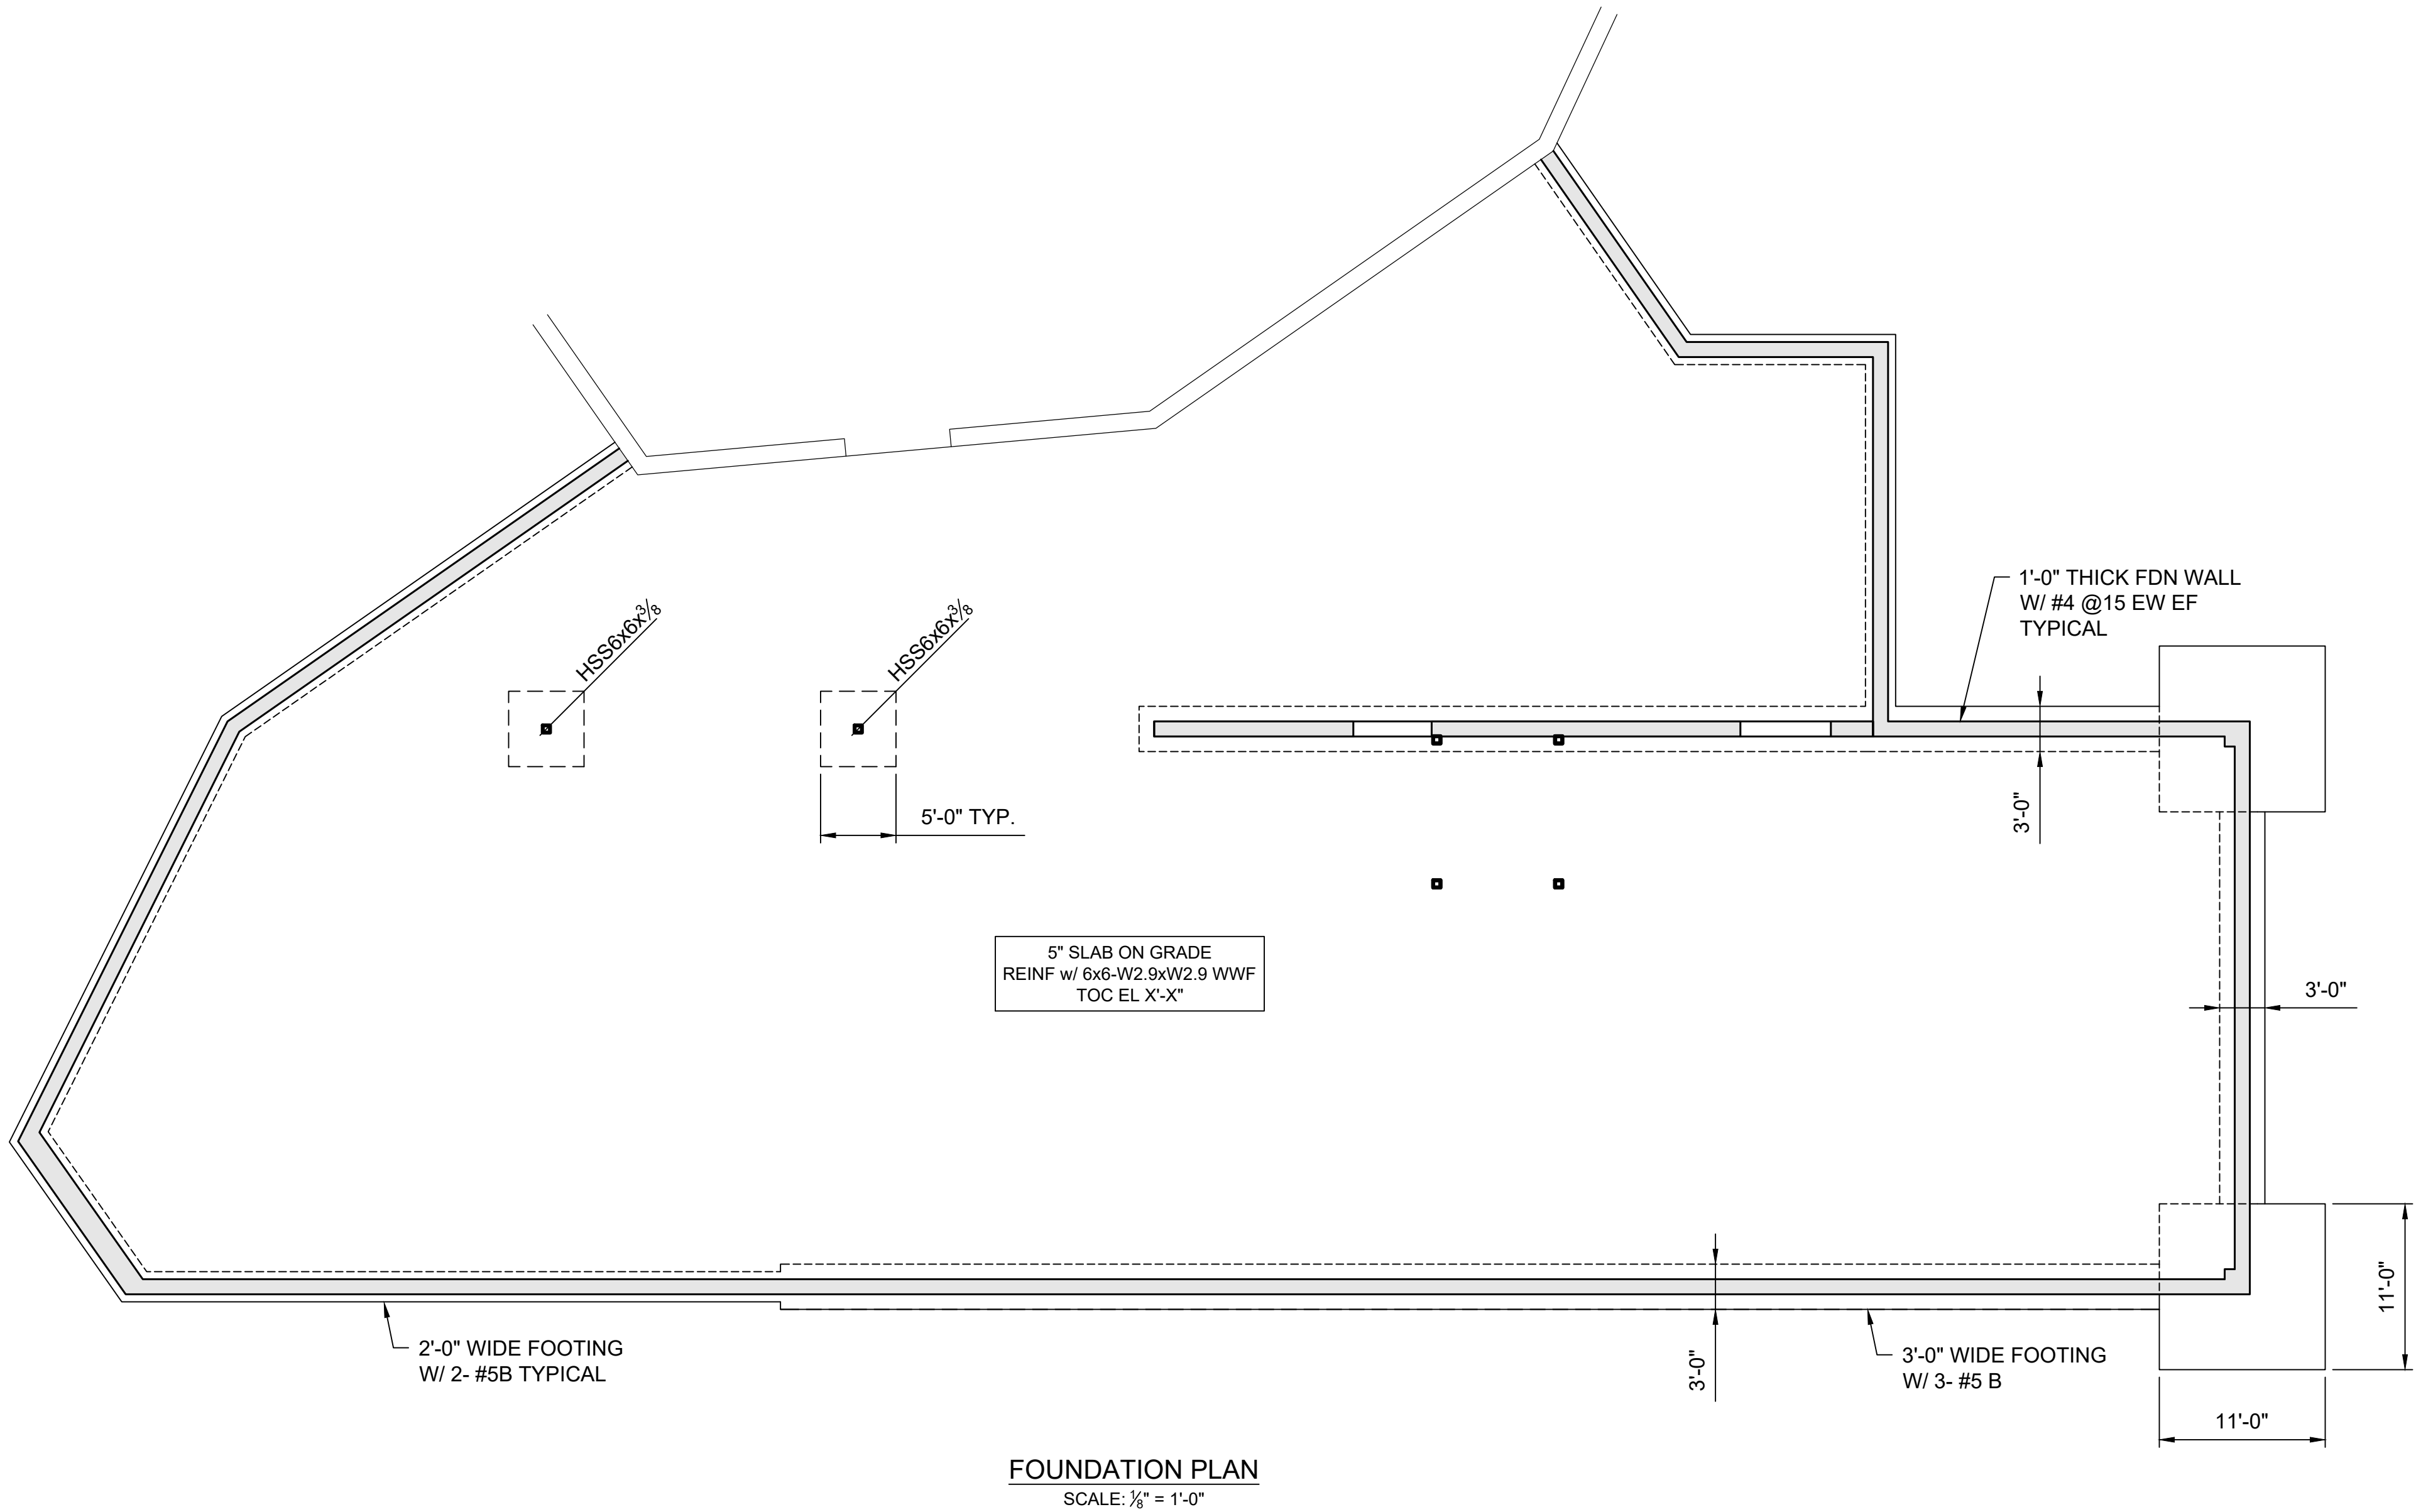 HSS6x6x⅜
HSS6x6x⅜
1'-0" THICK FDN WALL
W/ #4 @15 EW EF
TYPICAL
3'-0"
5'-0" TYP.
5" SLAB ON GRADE
REINF w/ 6x6-W2.9xW2.9 WWF
TOC EL X'-X"
3'-0"
11'-0"
2'-0" WIDE FOOTING
W/ 2- #5B TYPICAL
3'-0"
3'-0" WIDE FOOTING
W/ 3- #5 B
11'-0"
FOUNDATION PLAN
SCALE: ⅛" = 1'-0"